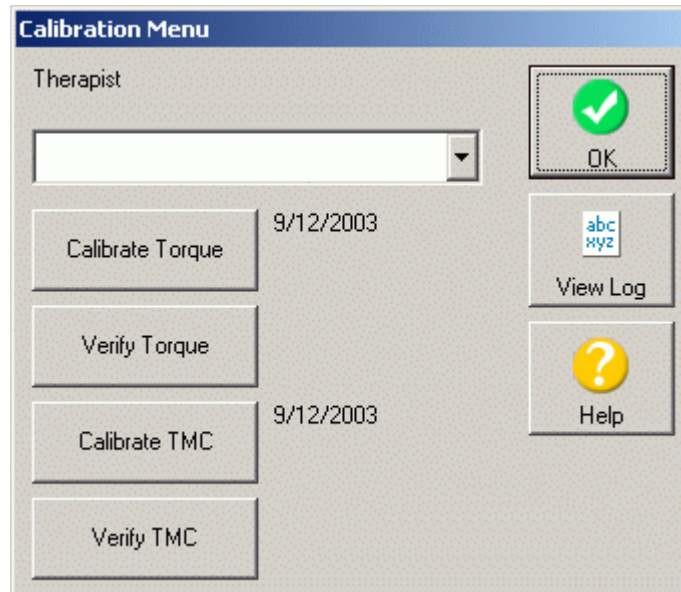 Calibration Menu
Therapist
OK
Calibrate Torque
9/12/2003
abc
xyz
View Log
Verify Torque
Help
Calibrate TMC
9/12/2003
Verify TMC